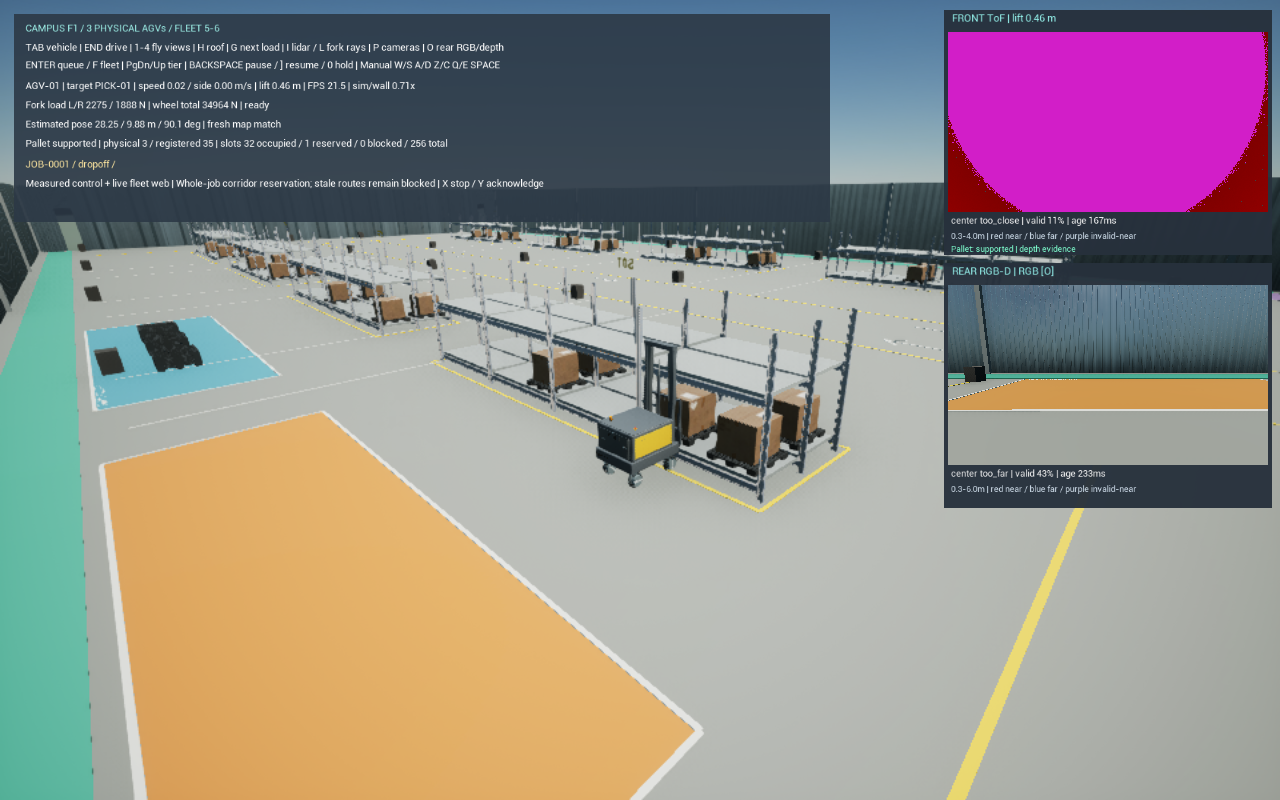 CAMPUS F1 / 3 PHYSICAL AGVs / FLEET 5-6
TAB vehicle | END drive | 1-4 fly views | H roof | G next load | I lidar / L fork rays | P cameras | O rear RGB/depth
ENTER queue / F fleet | PgDn/Up tier | BACKSPACE pause / ] resume / 0 hold | Manual W/S A/D Z/C Q/E SPACE
AGV-01 | target PICK-01 | speed 0.02 / side 0.00 m/s | lift 0.46 m | FPS 21.5 | sim/wall 0.71x
Fork load L/R 2275 / 1888 N | wheel total 34964 N | ready
Estimated pose 28.25 / 9.88 m / 90.1 deg | fresh map match
Pallet supported | physical 3 / registered 35 | slots 32 occupied / 1 reserved / 0 blocked / 256 total
JOB-0001 / dropoff /
Measured control + live fleet web | Whole-job corridor reservation; stale routes remain blocked | X stop / Y acknowledge
FRONT ToF | lift 0.46 m
center too_close | valid 11% | age 167ms
0.3-4.0m | red near / blue far / purple invalid-near
Pallet: supported | depth evidence
REAR RGB-D | RGB [O]
center too_far | valid 43% | age 233ms
0.3-6.0m | red near / blue far / purple invalid-near